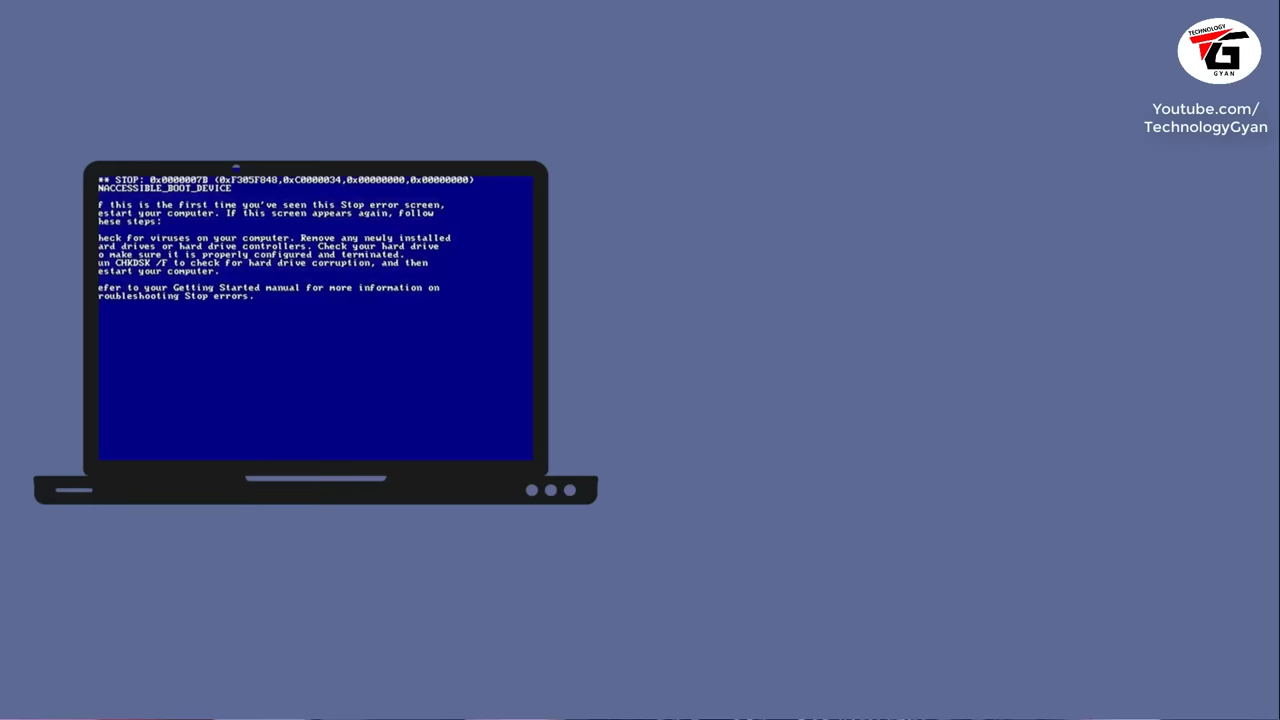 TECHNOLOGY
TG
GYAN
Youtube.com/
TechnologyGyan
** STOP: 0x0000007B (0xF305F848,0xC0000034,0x00000000,0x00000000)
NACCESSIBLE_BOOT_DEVICE
f this is the first time you've seen this Stop error screen,
estart your computer. If this screen appears again, follow
hese steps:
heck for viruses on your computer. Remove any newly installed
ard drives or hard drive controllers. Check your hard drive
o make sure it is properly configured and terminated.
un CHKDSK /F to check for hard drive corruption, and then
estart your computer.
efer to your Getting Started manual for more information on
roubleshooting Stop errors.